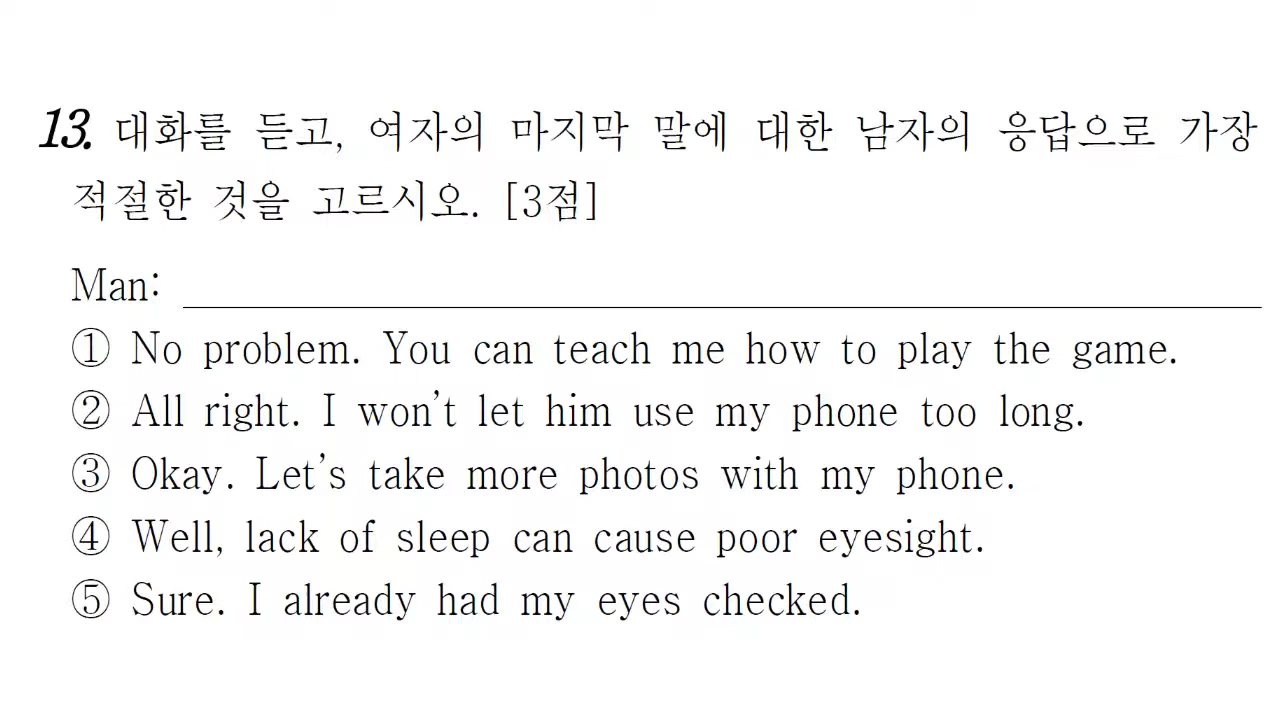 13. 대화를 듣고, 여자의 마지막 말에 대한 남자의 응답으로 가장
적절한 것을 고르시오. [3점]
Man: 
① No problem. You can teach me how to play the game.
② All right. I won't let him use my phone too long.
③ Okay. Let's take more photos with my phone.
④ Well, lack of sleep can cause poor eyesight.
⑤ Sure. I already had my eyes checked.